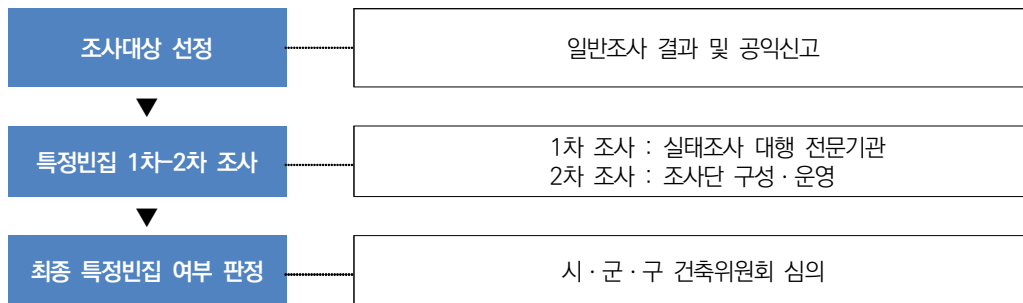 조사대상 선정
일반조사 결과 및 공익신고
▼
특정빈집 1차-2차 조사
1차 조사 : 실태조사 대행 전문기관
2차 조사 : 조사단 구성·운영
▼
최종 특정빈집 여부 판정
시·군·구 건축위원회 심의